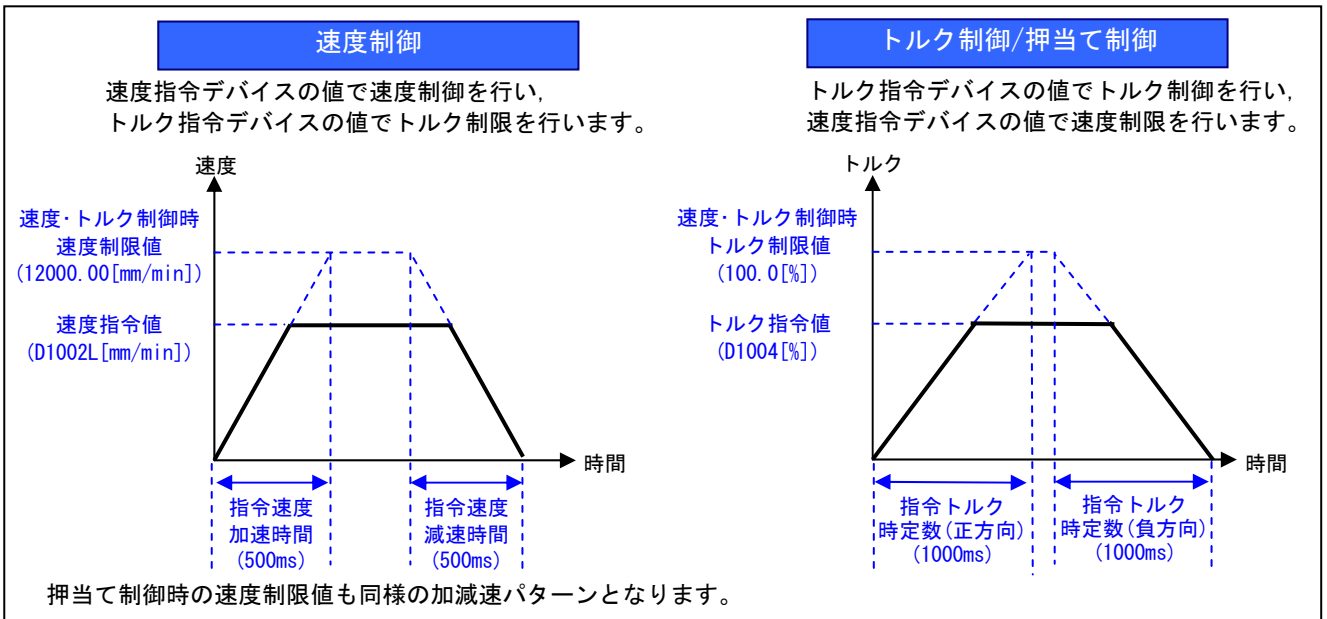 速度制御
速度指令デバイスの値で速度制御を行い,
トルク指令デバイスの値でトルク制限を行います。
速度
速度･トルク制御時
速度制限値
(12000.00[mm/min])
速度指令値
(D1002L[mm/min])
時間
指令速度
加速時間
(500ms)
指令速度
減速時間
(500ms)
トルク制御/押当て制御
トルク指令デバイスの値でトルク制御を行い,
速度指令デバイスの値で速度制限を行います。
トルク
速度･トルク制御時
トルク制限値
(100.0[%])
トルク指令値
(D1004[%])
時間
指令トルク
時定数(正方向)
(1000ms)
指令トルク
時定数(負方向)
(1000ms)
押当て制御時の速度制限値も同様の加減速パターンとなります。